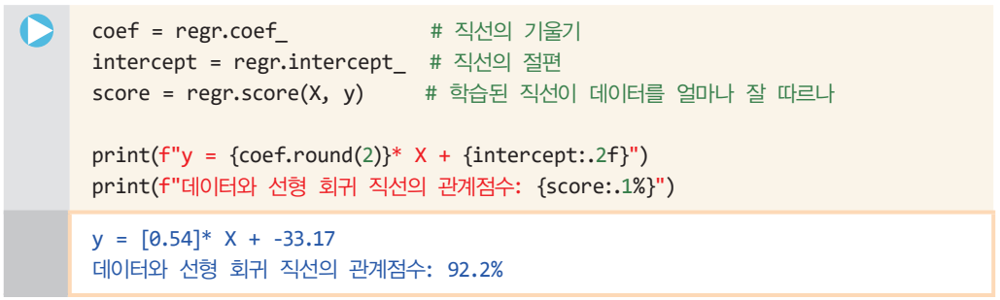 coef = regr.coef_ # 직선의 기울기
intercept = regr.intercept_ # 직선의 절편
score = regr.score(X, y) # 학습된 직선이 데이터를 얼마나 잘 따르나
print(f"y = {coef.round(2)}* X + {intercept:.2f}")
print(f"데이터와 선형 회귀 직선의 관계점수: {score:.1%}")
y = [0.54]* X + -33.17
데이터와 선형 회귀 직선의 관계점수: 92.2%